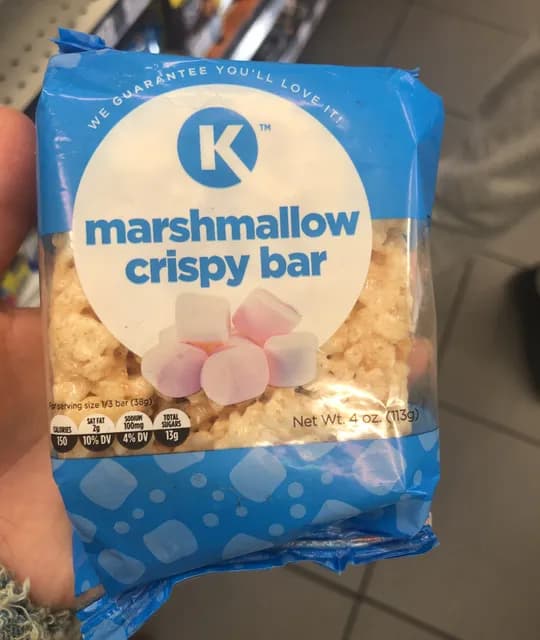 WE GUARANTEE YOU'LL LOVE IT!
K™
marshmallow
crispy bar
Per serving size 1/3 bar (38g)
CALORIES
150
SAT FAT
2g
10% DV
SODIUM
100mg
4% DV
TOTAL
SUGARS
13g
Net Wt. 4 oz. (113g)